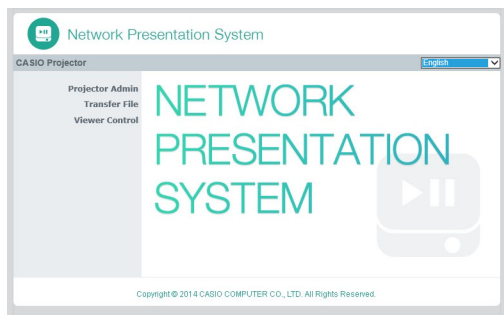 Network Presentation System
CASIO Projector
English
Projector Admin
Transfer File
Viewer Control
NETWORK
PRESENTATION
SYSTEM
Copyright © 2014 CASIO COMPUTER CO., LTD. All Rights Reserved.